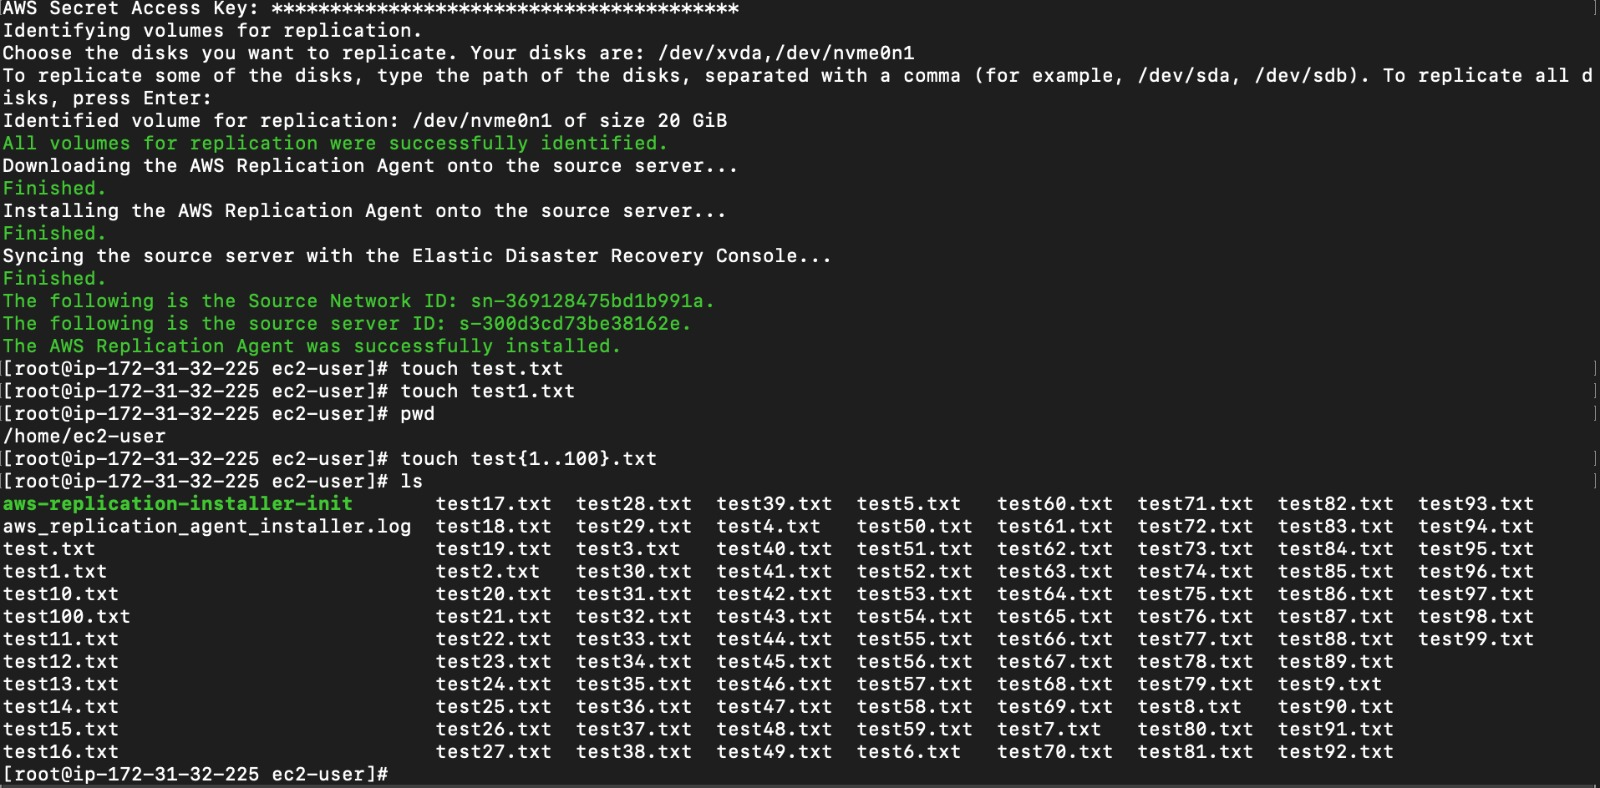 AWS Secret Access Key: ****************************************
Identifying volumes for replication.
Choose the disks you want to replicate. Your disks are: /dev/xvda,/dev/nvme0n1
To replicate some of the disks, type the path of the disks, separated with a comma (for example, /dev/sda, /dev/sdb). To replicate all d
isks, press Enter:
Identified volume for replication: /dev/nvme0n1 of size 20 GiB
All volumes for replication were successfully identified.
Downloading the AWS Replication Agent onto the source server...
Finished.
Installing the AWS Replication Agent onto the source server...
Finished.
Syncing the source server with the Elastic Disaster Recovery Console...
Finished.
The following is the Source Network ID: sn-369128475bd1b991a.
The following is the source server ID: s-300d3cd73be38162e.
The AWS Replication Agent was successfully installed.
[root@ip-172-31-32-225 ec2-user]# touch test.txt
[root@ip-172-31-32-225 ec2-user]# touch test1.txt
[root@ip-172-31-32-225 ec2-user]# pwd
/home/ec2-user
[root@ip-172-31-32-225 ec2-user]# touch test{1..100}.txt
[root@ip-172-31-32-225 ec2-user]# ls
aws-replication-installer-init test17.txt test28.txt test39.txt test5.txt test60.txt test71.txt test82.txt test93.txt
aws_replication_agent_installer.log test18.txt test29.txt test4.txt test50.txt test61.txt test72.txt test83.txt test94.txt
test.txt test19.txt test3.txt test40.txt test51.txt test62.txt test73.txt test84.txt test95.txt
test1.txt test2.txt test30.txt test41.txt test52.txt test63.txt test74.txt test85.txt test96.txt
test10.txt test20.txt test31.txt test42.txt test53.txt test64.txt test75.txt test86.txt test97.txt
test100.txt test21.txt test32.txt test43.txt test54.txt test65.txt test76.txt test87.txt test98.txt
test11.txt test22.txt test33.txt test44.txt test55.txt test66.txt test77.txt test88.txt test99.txt
test12.txt test23.txt test34.txt test45.txt test56.txt test67.txt test78.txt test89.txt
test13.txt test24.txt test35.txt test46.txt test57.txt test68.txt test79.txt test9.txt
test14.txt test25.txt test36.txt test47.txt test58.txt test69.txt test8.txt test90.txt
test15.txt test26.txt test37.txt test48.txt test59.txt test7.txt test80.txt test91.txt
test16.txt test27.txt test38.txt test49.txt test6.txt test70.txt test81.txt test92.txt
[root@ip-172-31-32-225 ec2-user]#